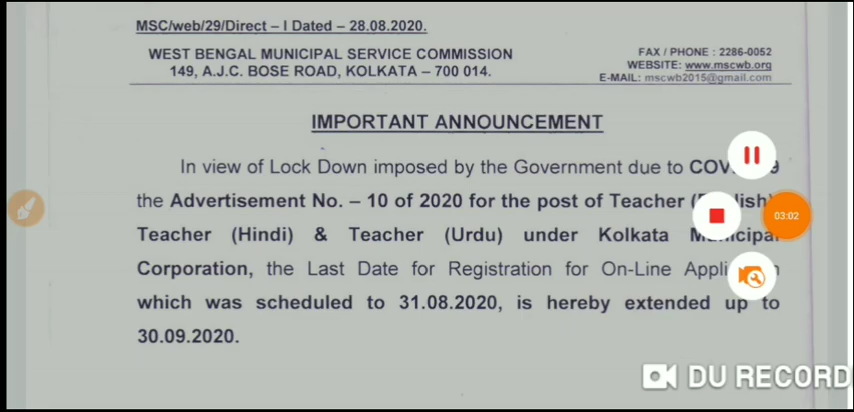 MSC/web/29/Direct – I Dated – 28.08.2020.
WEST BENGAL MUNICIPAL SERVICE COMMISSION
149, A.J.C. BOSE ROAD, KOLKATA – 700 014.
FAX / PHONE : 2286-0052
WEBSITE: www.mscwb.org
E-MAIL: mscwb2015@gmail.com
IMPORTANT ANNOUNCEMENT
In view of Lock Down imposed by the Government due to
the Advertisement No. – 10 of 2020 for the post of Teacher
Teacher (Hindi) & Teacher (Urdu) under Kolkata
Corporation, the Last Date for Registration for On-Line
which was scheduled to 31.08.2020, is hereby extended up to
30.09.2020.
03:02
DU RECORD